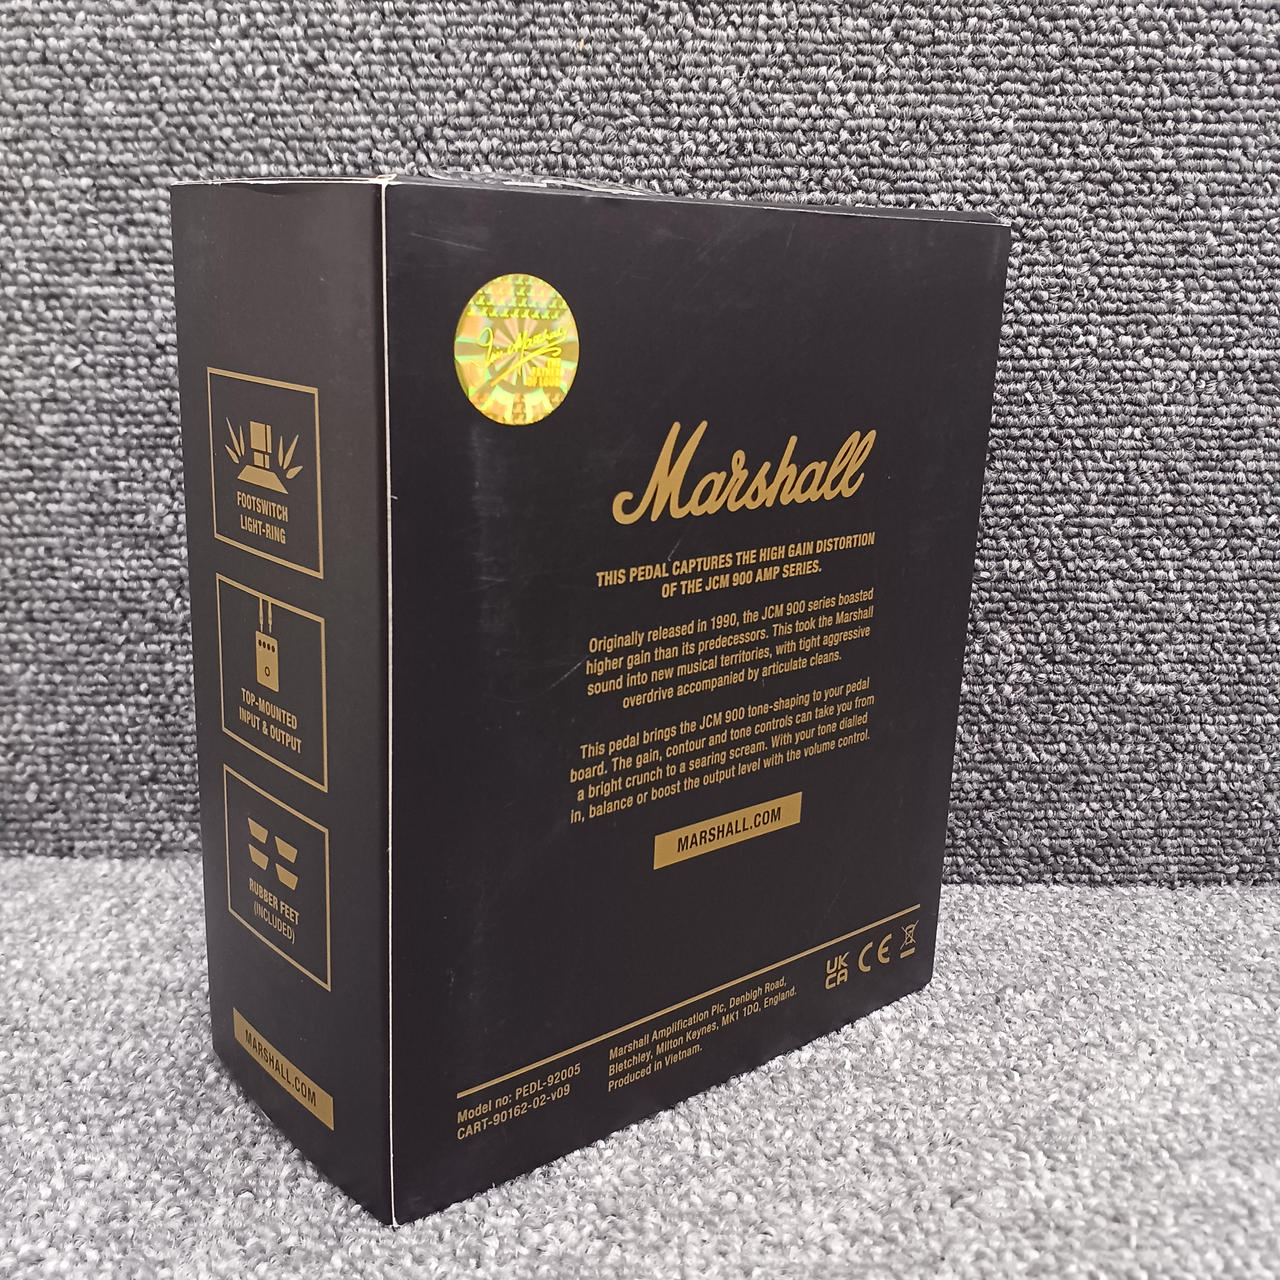 FOOTSWITCH
LIGHT-RING
TOP-MOUNTED
INPUT & OUTPUT
RUBBER FEET
(INCLUDED)
MARSHALL.COM
Jim Marshall
THE
FATHER
OF LOUD
Marshall
THIS PEDAL CAPTURES THE HIGH GAIN DISTORTION
OF THE JCM 900 AMP SERIES.
Originally released in 1990, the JCM 900 series boasted
higher gain than its predecessors. This took the Marshall
sound into new musical territories, with tight aggressive
overdrive accompanied by articulate cleans.
This pedal brings the JCM 900 tone-shaping to your pedal
board. The gain, contour and tone controls can take you from
a bright crunch to a searing scream. With your tone dialled
in, balance or boost the output level with the volume control.
MARSHALL.COM
Model no: PEDL-92005
CART-90162-02-v09
Marshall Amplification Plc, Denbigh Road,
Bletchley, Milton Keynes, MK1 1DQ, England.
Produced in Vietnam.
UK
CA
CE